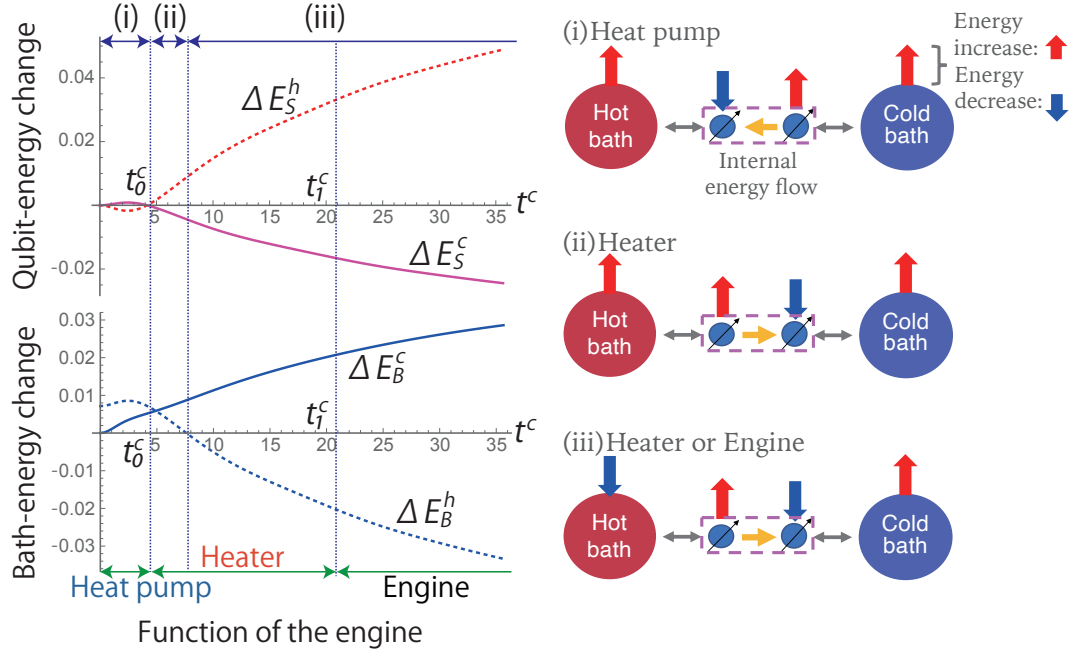 (i) (ii) (iii)
Qubit-energy change
0.04
0.02
0
-0.02
ΔE_S^h
t_0^c
t_1^c
t^c
5 10 15 20 25 30 35
ΔE_S^c
Bath-energy change
0.03
0.02
0.01
0
-0.01
-0.02
-0.03
ΔE_B^c
t_0^c
t_1^c
t^c
5 10 15 20 25 30 35
ΔE_B^h
Heater
Heat pump
Engine
Function of the engine
(i)Heat pump
Energy
increase:
Energy
decrease:
Hot
bath
Cold
bath
Internal
energy flow
(ii)Heater
Hot
bath
Cold
bath
(iii)Heater or Engine
Hot
bath
Cold
bath